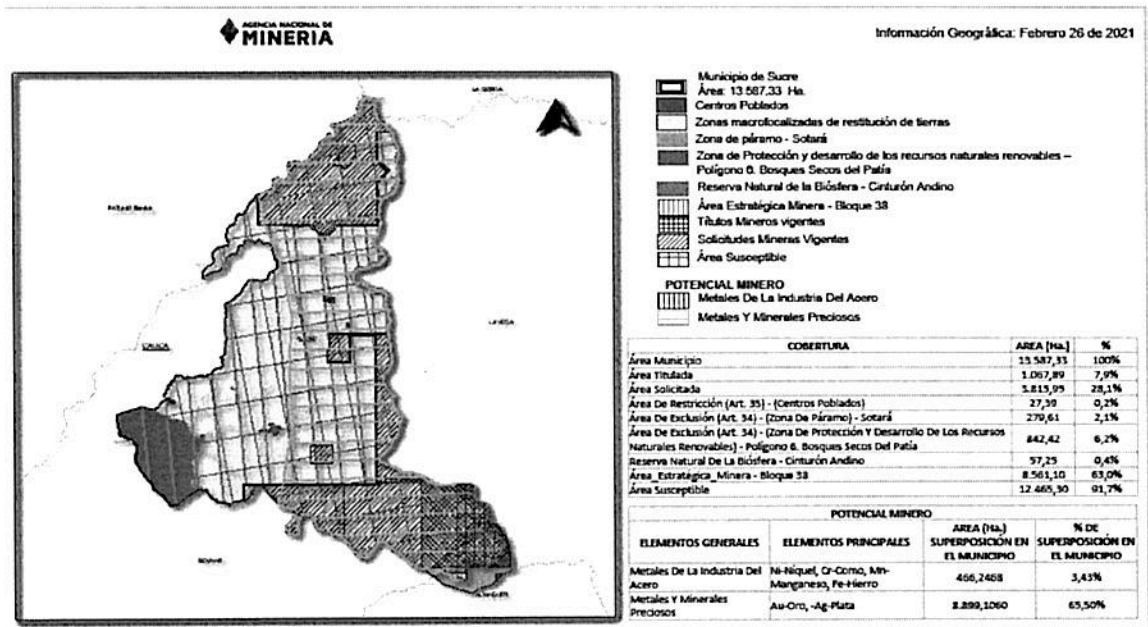 AGENCIA NACIONAL DE
MINERIA
Información Geográfica: Febrero 26 de 2021
LA VEGA
BOLIVAR
Municipio de Sucre
Área: 13.587,33 Ha.
Centros Poblados
Zonas macrofocalizadas de restitución de tierras
Zona de páramo - Sotará
Zona de Protección y desarrollo de los recursos naturales renovables –
Polígono 6. Bosques Secos del Patía
Reserva Natural de la Biósfera - Cinturón Andino
Área Estratégica Minera - Bloque 38
Títulos Mineros vigentes
Solicitudes Mineras Vigentes
Área Susceptible
POTENCIAL MINERO
Metales De La Industria Del Acero
Metales Y Minerales Preciosos
COBERTURA AREA (Ha.) %
Área Municipio 13.587,33 100%
Área Titulada 1.067,89 7,9%
Área Solicitada 3.815,95 28,1%
Área De Restricción (Art. 35) - (Centros Poblados) 27,39 0,2%
Área De Exclusión (Art. 34) - (Zona De Páramo) - Sotará 279,61 2,1%
Área De Exclusión (Art. 34) - (Zona De Protección Y Desarrollo De Los Recursos
Naturales Renovables) - Polígono 6. Bosques Secos Del Patía 842,42 6,2%
Reserva Natural De La Biósfera - Cinturón Andino 57,25 0,4%
Área_Estratégica_Minera - Bloque 38 8.561,10 63,0%
Área Susceptible 12.465,30 91,7%
POTENCIAL MINERO
ELEMENTOS GENERALES ELEMENTOS PRINCIPALES AREA (Ha.) SUPERPOSICIÓN EN EL MUNICIPIO % DE SUPERPOSICIÓN EN EL MUNICIPIO
Metales De La Industria Del Acero Ni-Niquel, Cr-Como, Mn-Manganeso, Fe-Hierro 466,2468 3,43%
Metales Y Minerales Preciosos Au-Oro, -Ag-Plata 8.899,1060 65,50%